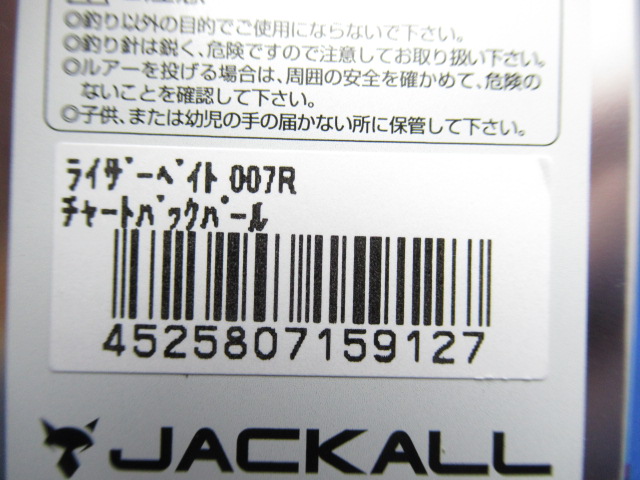 ◎釣り以外の目的でご使用にならないで下さい。
◎釣り針は鋭く、危険ですので注意してお取り扱い下さい。
◎ルアーを投げる場合は、周囲の安全を確かめて、危険の
ないことを確認して下さい。
◎子供、または幼児の手の届かない所に保管して下さい。
ﾗｲｻﾞｰﾍﾞｲﾄ 007R
ﾁｬｰﾄﾊﾞｯｸﾊﾟｰﾙ
4525807159127
JACKALL